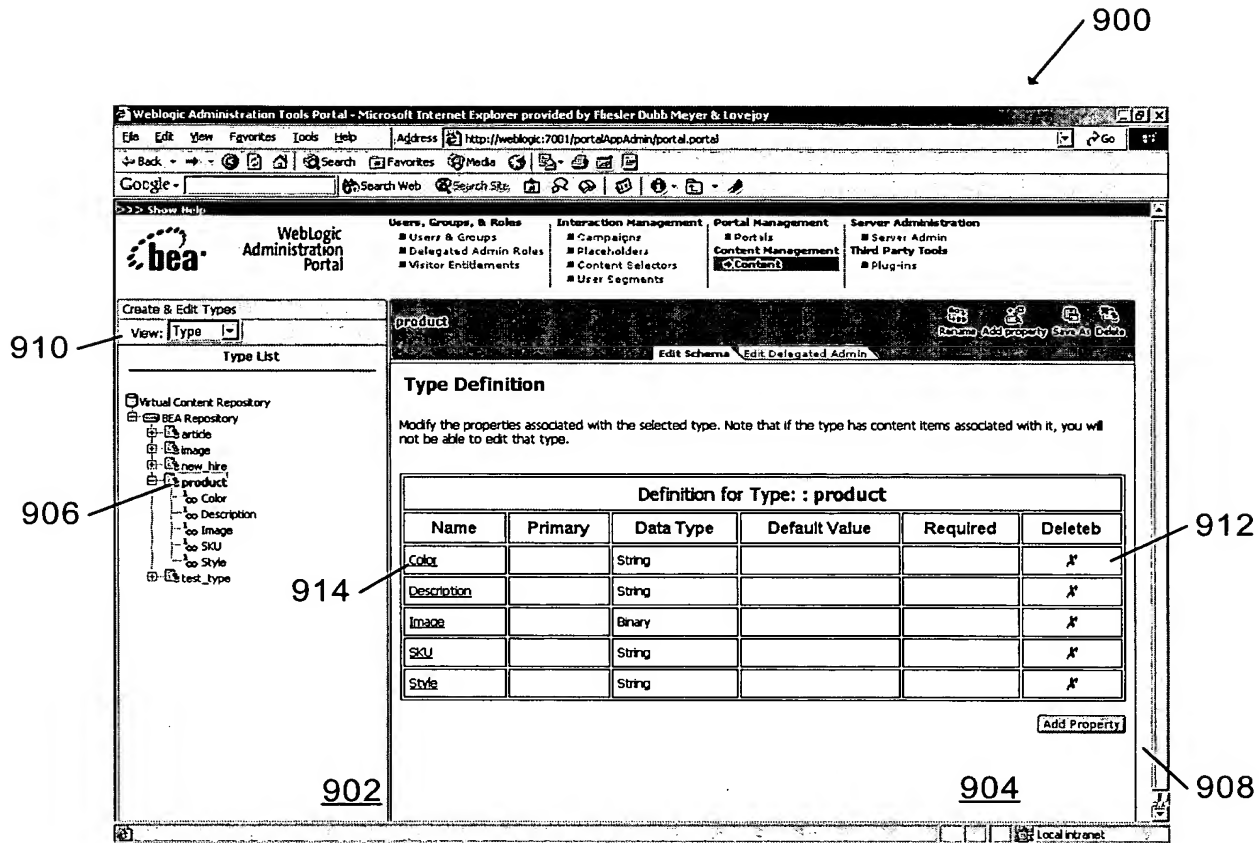 900
Weblogic Administration Tools Portal - Microsoft Internet Explorer provided by Fliesler Dubb Meyer & Lovejoy
File Edit View Favorites Tools Help Address http://weblogic:7001/portalAppAdmin/portal.portal Go
Back Search Favorites Media
Google - Search Web Search Site
>>> Show Help
bea WebLogic Administration Portal
Users, Groups, & Roles
Users & Groups
Delegated Admin Roles
Visitor Entitlements
Interaction Management
Campaigns
Placeholders
Content Selectors
User Segments
Portal Management
Portals
Content Management
Content
Server Administration
Server Admin
Third Party Tools
Plug-ins
Create & Edit Types
910
View: Type
Type List
Virtual Content Repository
BEA Repository
article
image
new_hire
906
product
Color
Description
Image
SKU
Style
test_type
902
product
Rename Add property Save As Delete
Edit Schema Edit Delegated Admin
Type Definition
Modify the properties associated with the selected type. Note that if the type has content items associated with it, you will
not be able to edit that type.
Definition for Type: : product
Name Primary Data Type Default Value Required Deleteb
Color String X
912
914
Description String X
Image Binary X
SKU String X
Style String X
Add Property
904
908
Local intranet